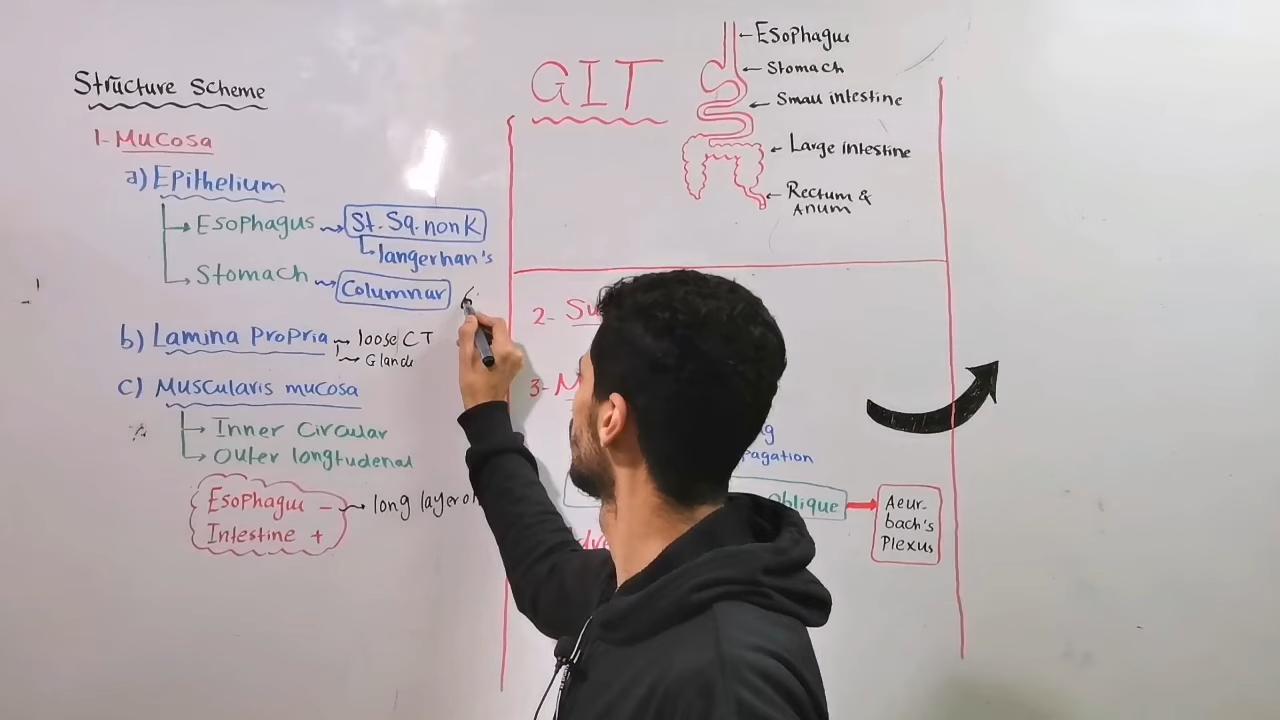 Structure Scheme
1- Mucosa
a) Epithelium
Esophagus
St. Sq. non K
langerhan's
Stomach
Columnar
b) Lamina Propria
loose CT
Glands
c) Muscularis mucosa
Inner Circular
Outer longtudenal
Esophagus -
long layer on
Intestine +
GIT
Esophagus
Stomach
Small intestine
Large intestine
Rectum &
Anum
2- Su
3- M
Oblique
Aeur-
bach's
Plexus